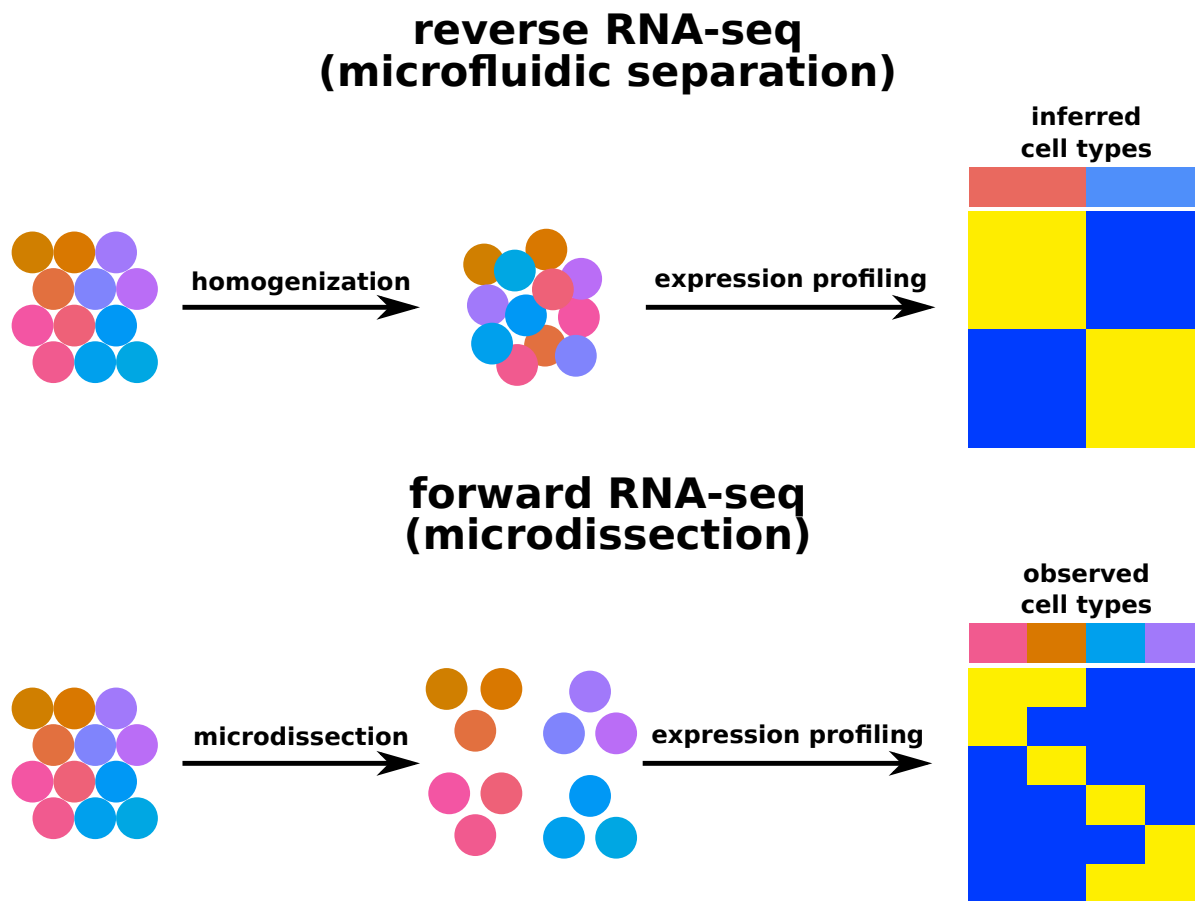 reverse RNA-seq
(microfluidic separation)
inferred
cell types
homogenization
expression profiling
forward RNA-seq
(microdissection)
observed
cell types
microdissection
expression profiling